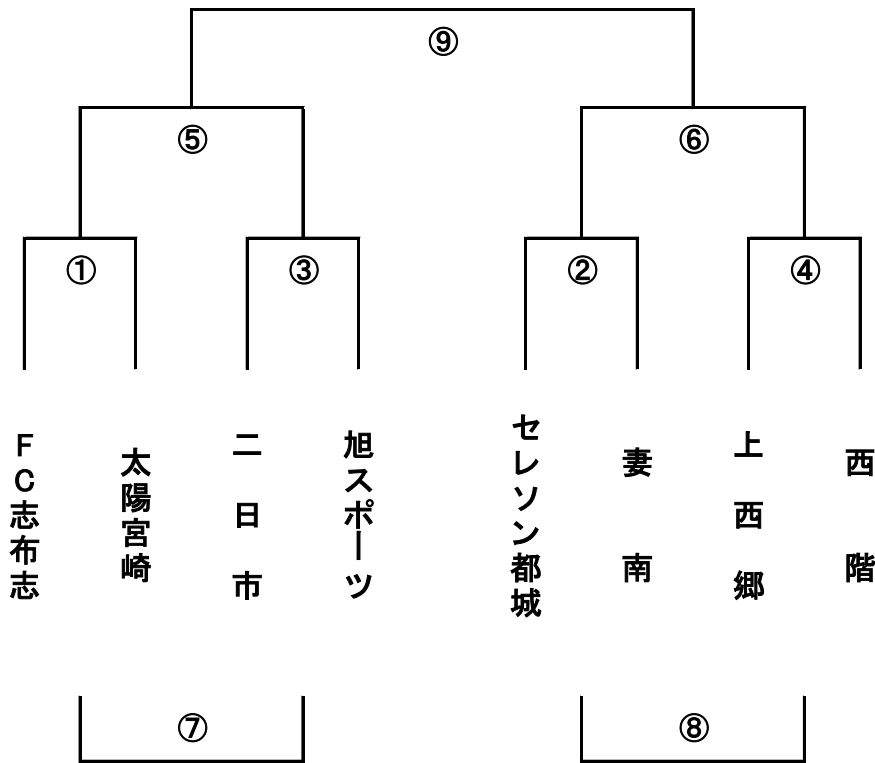 ⑨
⑤
⑥
①
③
②
④
FC志布志
太陽宮崎
二日市
旭スポーツ
セレソン都城
妻南
上西郷
西階
⑦
⑧